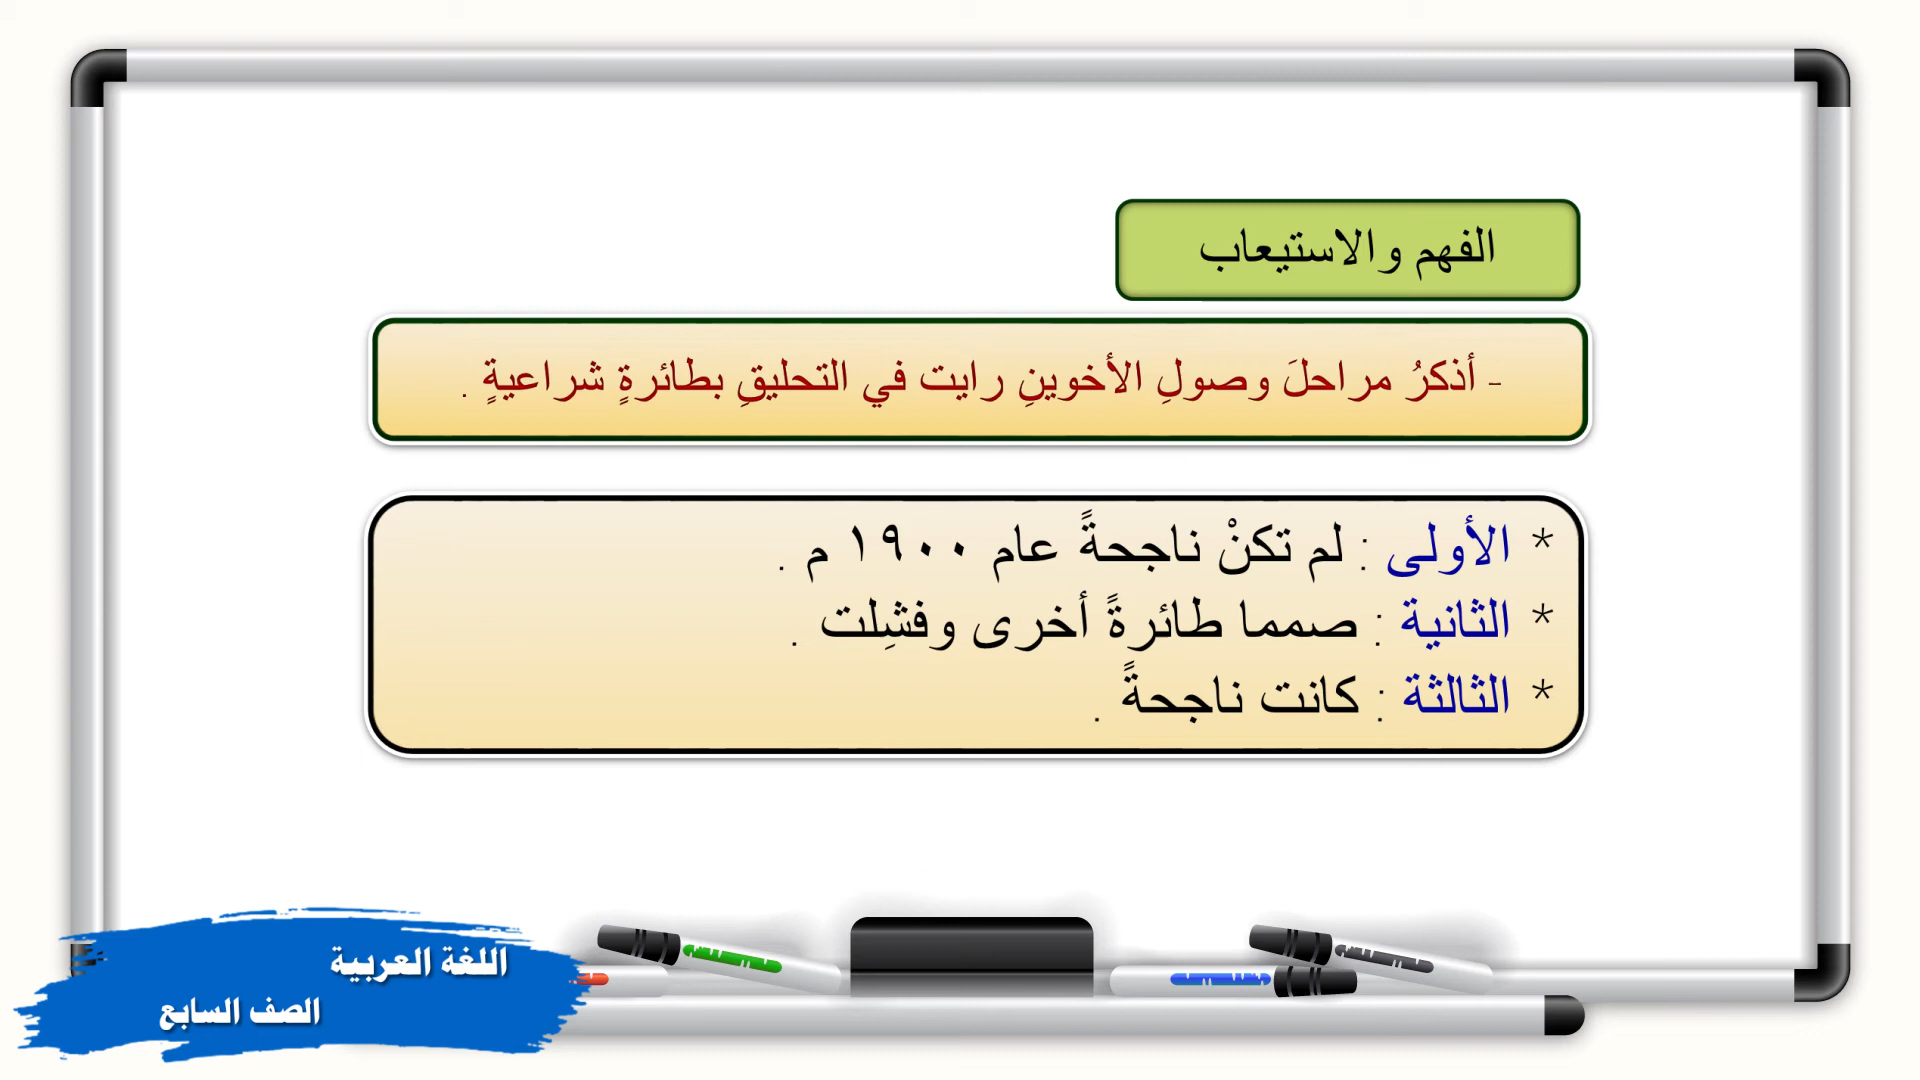 الفهم والاستيعاب
- أذكرُ مراحلَ وصولِ الأخوينِ رايت في التحليقِ بطائرةٍ شراعيةٍ .
* الأولى : لم تكنْ ناجحةً عام ١٩٠٠ م .
* الثانية : صمما طائرةً أخرى وفشِلت .
* الثالثة : كانت ناجحةً .
اللغة العربية
الصف السابع